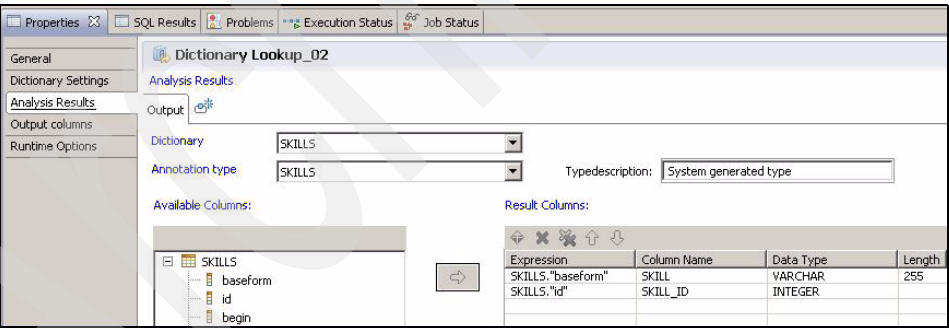 Properties SQL Results Problems Execution Status Job Status
General
Dictionary Settings
Analysis Results
Output columns
Runtime Options
Dictionary Lookup_02
Analysis Results
Output
Dictionary SKILLS
Annotation type SKILLS Typedescription: System generated type
Available Columns: Result Columns:
SKILLS
baseform
id
begin
Expression Column Name Data Type Length
SKILLS."baseform" SKILL VARCHAR 255
SKILLS."id" SKILL_ID INTEGER